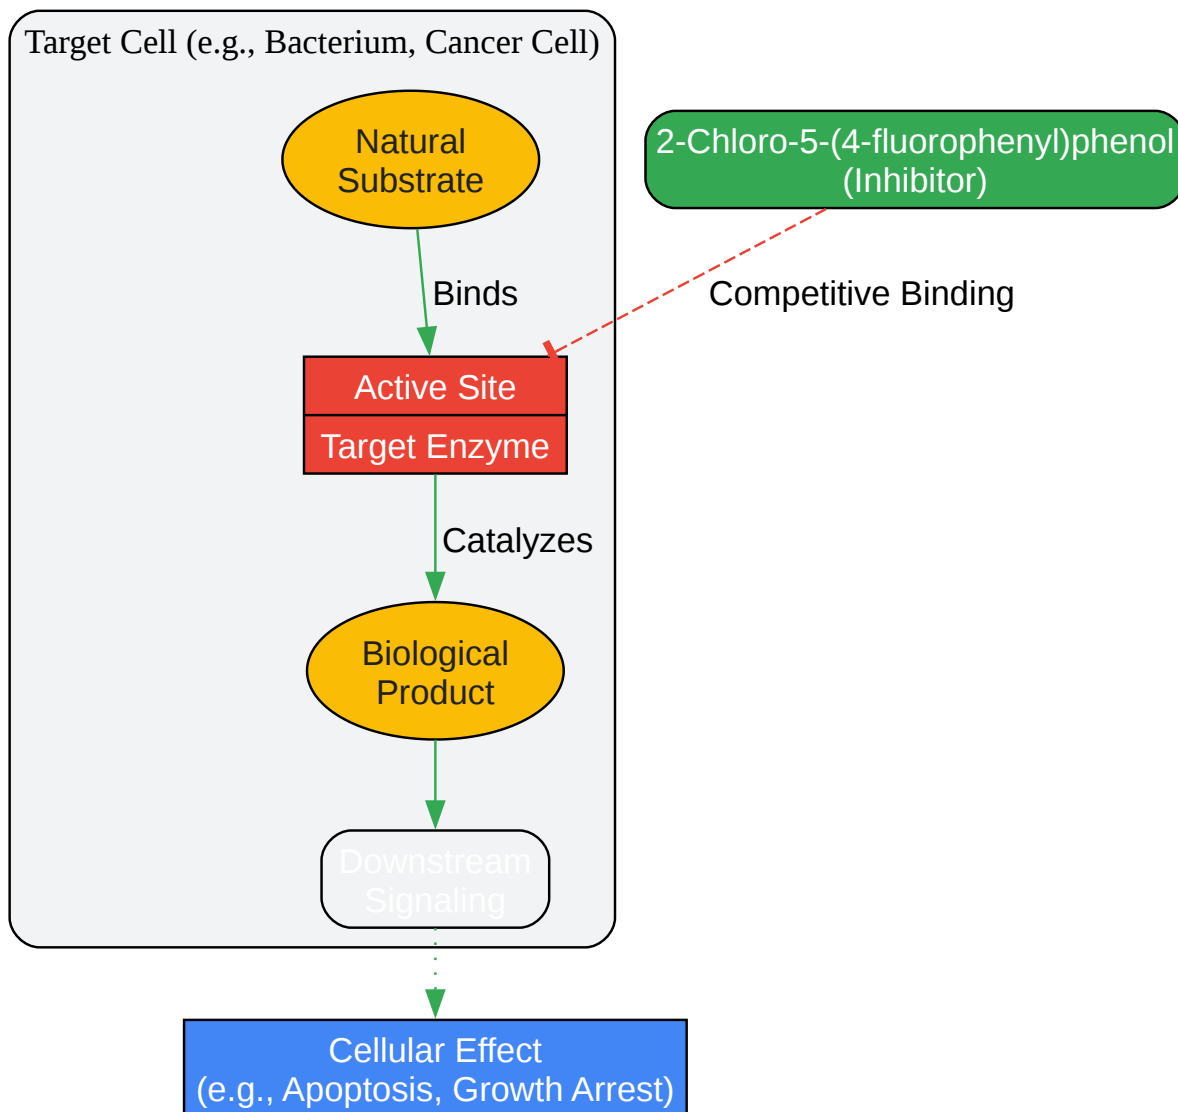 Target Cell (e.g., Bacterium, Cancer Cell)
Natural
Substrate
2-Chloro-5-(4-fluorophenyl)phenol
(Inhibitor)
Binds
Competitive Binding
Active Site
Target Enzyme
Catalyzes
Biological
Product
Downstream
Signaling
Cellular Effect
(e.g., Apoptosis, Growth Arrest)